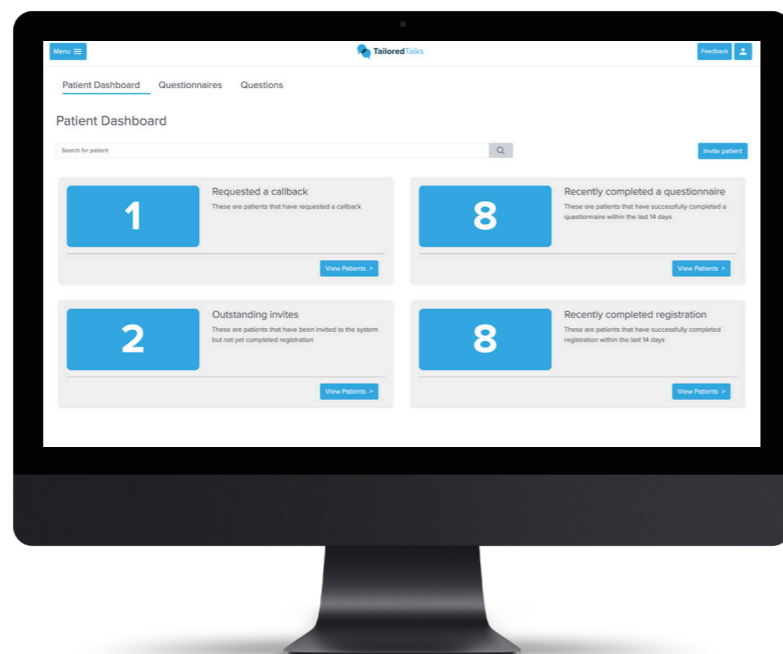 Menu
TailoredTalks
Feedback
Patient Dashboard Questionnaires Questions
Patient Dashboard
Search for patient
Invite patient
1
Requested a callback
These are patients that have requested a callback
View Patients >
8
Recently completed a questionnaire
These are patients that have successfully completed a
questionnaire within the last 14 days
View Patients >
2
Outstanding invites
These are patients that have been invited to the system
but not yet completed registration
View Patients >
8
Recently completed registration
These are patients that have successfully completed
registration within the last 14 days
View Patients >